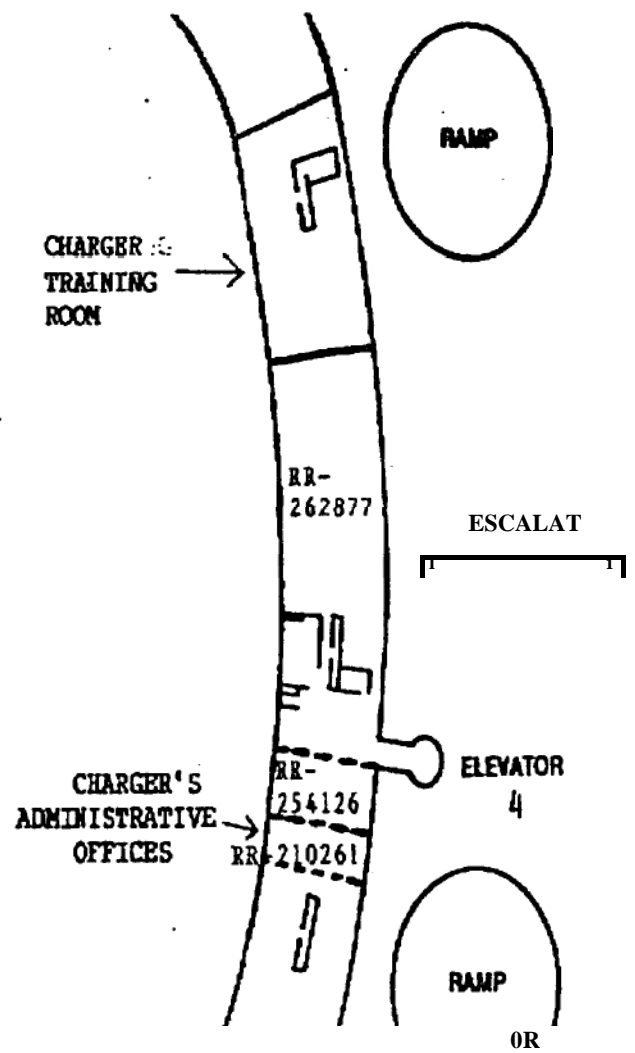 RAMP
CHARGER
TRAINING
ROOM
RR-
262877
ESCALAT
RR-
254126
ELEVATOR
4
CHARGER'S
ADMINISTRATIVE
OFFICES
RR-210261
RAMP
0R